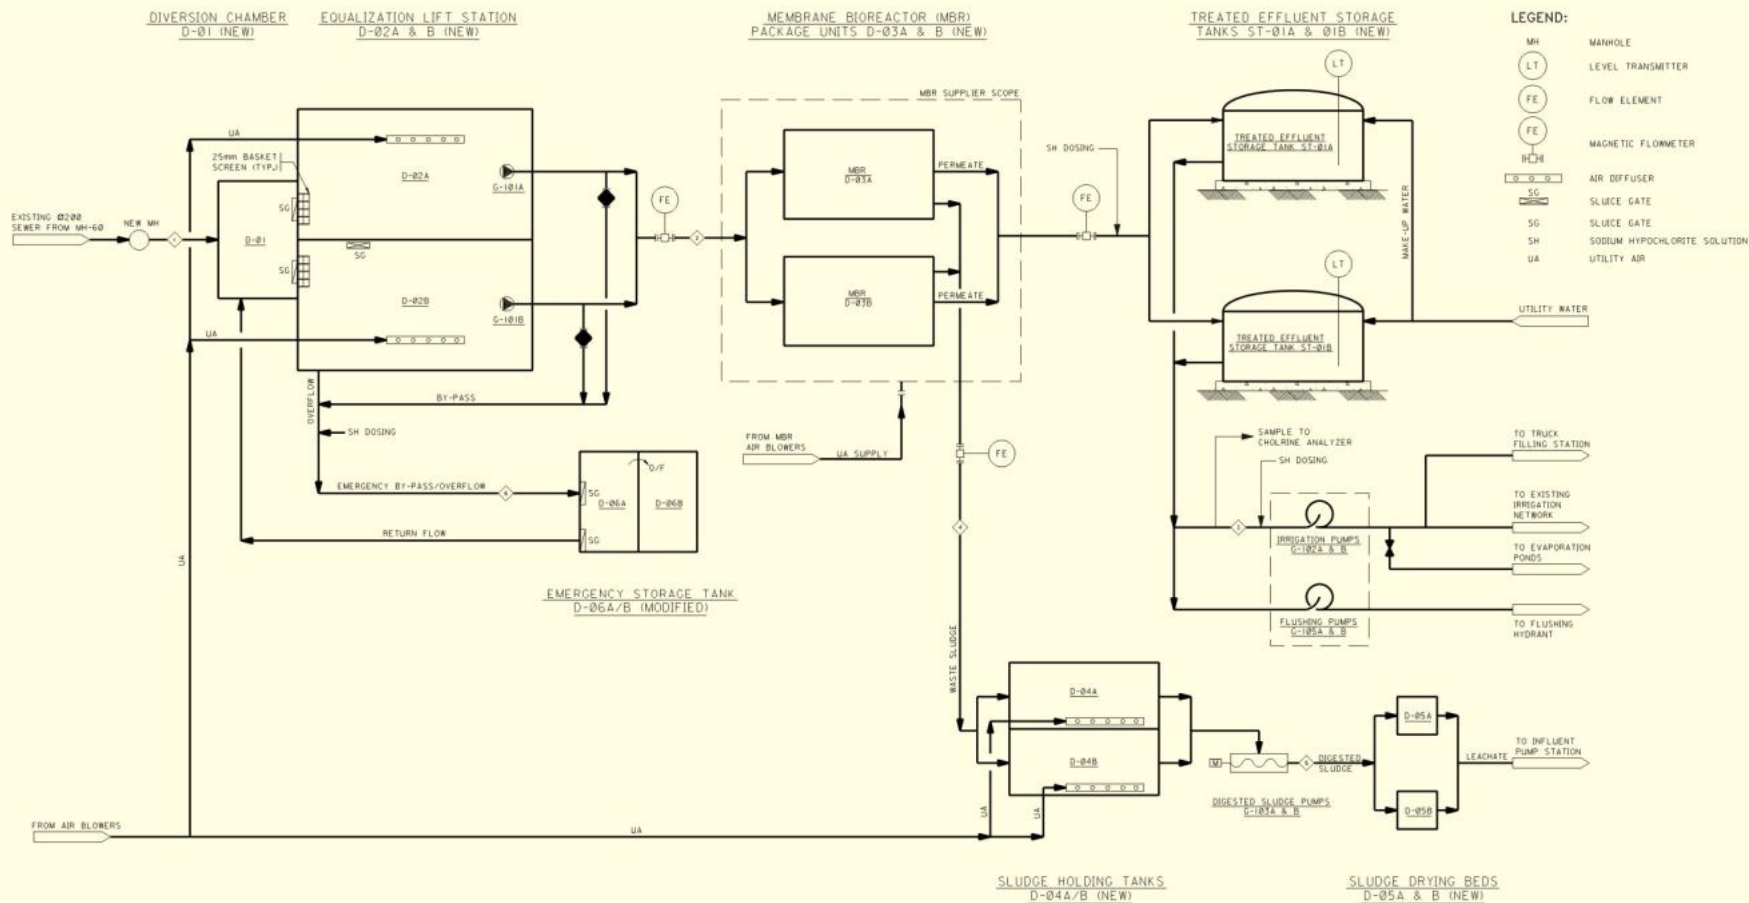 DIVERSION CHAMBER
D-01 (NEW)
EQUALIZATION LIFT STATION
D-02A & B (NEW)
MEMBRANE BIOREACTOR (MBR)
PACKAGE UNITS D-03A & B (NEW)
TREATED EFFLUENT STORAGE
TANKS ST-01A & 01B (NEW)
LEGEND:
MH MANHOLE
LT LEVEL TRANSMITTER
FE FLOW ELEMENT
FE MAGNETIC FLOWMETER
AIR DIFFUSER
SG SLUICE GATE
SG SLUICE GATE
SH SODIUM HYPOCHLORITE SOLUTION
UA UTILITY AIR
UA
25mm BASKET
SCREEN (TYP.)
D-02A
G-101A
SG
EXISTING Ø200
SEWER FROM MH-60
NEW MH
1
D-01
SG
SG
D-02B
G-101B
UA
OVERFLOW
BY-PASS
SH DOSING
EMERGENCY BY-PASS/OVERFLOW
6
RETURN FLOW
UA
SG
SG
D-06A
O/F
D-06B
EMERGENCY STORAGE TANK
D-06A/B (MODIFIED)
FE
2
MBR SUPPLIER SCOPE
MBR
D-03A
PERMEATE
MBR
D-03B
PERMEATE
FROM MBR
AIR BLOWERS
UA SUPPLY
FE
4
WASTE SLUDGE
SH DOSING
FE
LT
TREATED EFFLUENT
STORAGE TANK ST-01A
MAKE-UP WATER
LT
TREATED EFFLUENT
STORAGE TANK ST-01B
UTILITY WATER
SAMPLE TO
CHOLRINE ANALYZER
SH DOSING
3
IRRIGATION PUMPS
G-102A & B
FLUSHING PUMPS
G-105A & B
TO TRUCK
FILLING STATION
TO EXISTING
IRRIGATION
NETWORK
TO EVAPORATION
PONDS
TO FLUSHING
HYDRANT
D-04A
D-04B
UA
UA
M
5
DIGESTED
SLUDGE
DIGESTED SLUDGE PUMPS
G-103A & B
D-05A
D-05B
LEACHATE
TO INFLUENT
PUMP STATION
FROM AIR BLOWERS
UA
SLUDGE HOLDING TANKS
D-04A/B (NEW)
SLUDGE DRYING BEDS
D-05A & B (NEW)